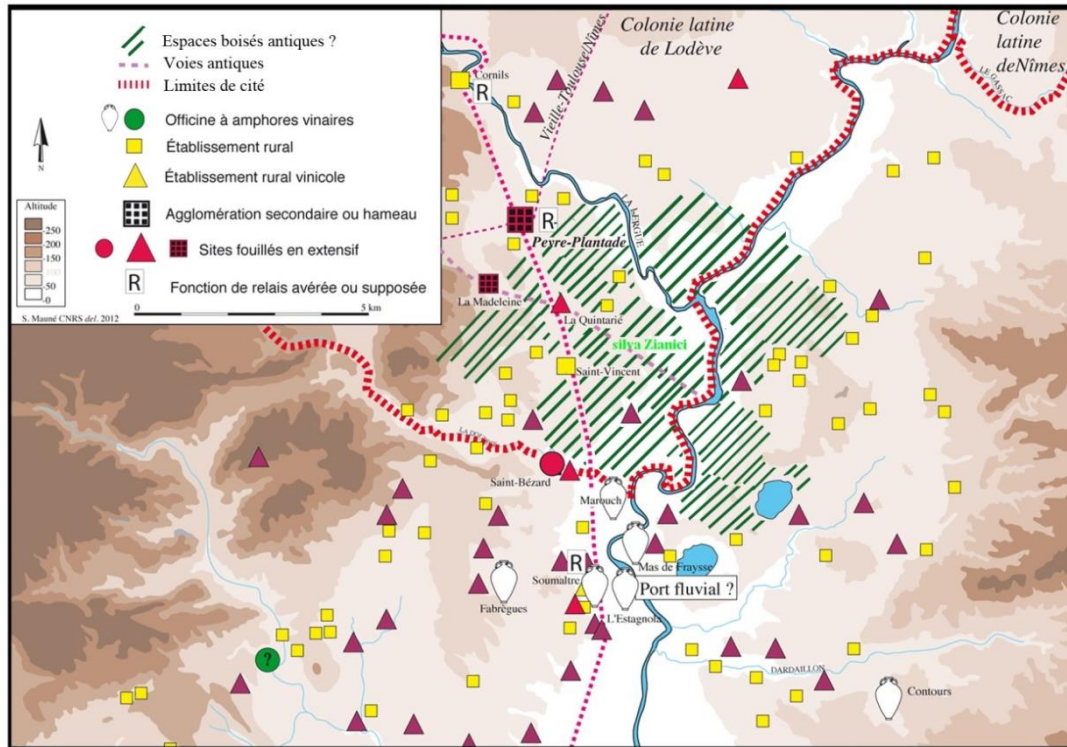 Espaces boisés antiques ?
Voies antiques
Limites de cité
Officine à amphores vinaires
Établissement rural
Établissement rural vinicole
Agglomération secondaire ou hameau
Sites fouillés en extensif
R
Fonction de relais avérée ou supposée
N
Altitude
250
200
150
100
50
0
0
5 km
S. Mauné CNRS del. 2012
Colonie latine
de Lodève
Colonie
latine
deNîmes
LE GASSAC
Vieille-Toulouse/Nîmes
Cornils
R
LA LERGUE
R
Peyre-Plantade
La Madeleine
La Quintarié
silva Zianici
Saint-Vincent
Saint-Bézard
Marouch
Mas de Fraysse
R
Soumaltre
Port fluvial ?
Fabrègues
L'Estagnola
?
DARDAILLON
Contours